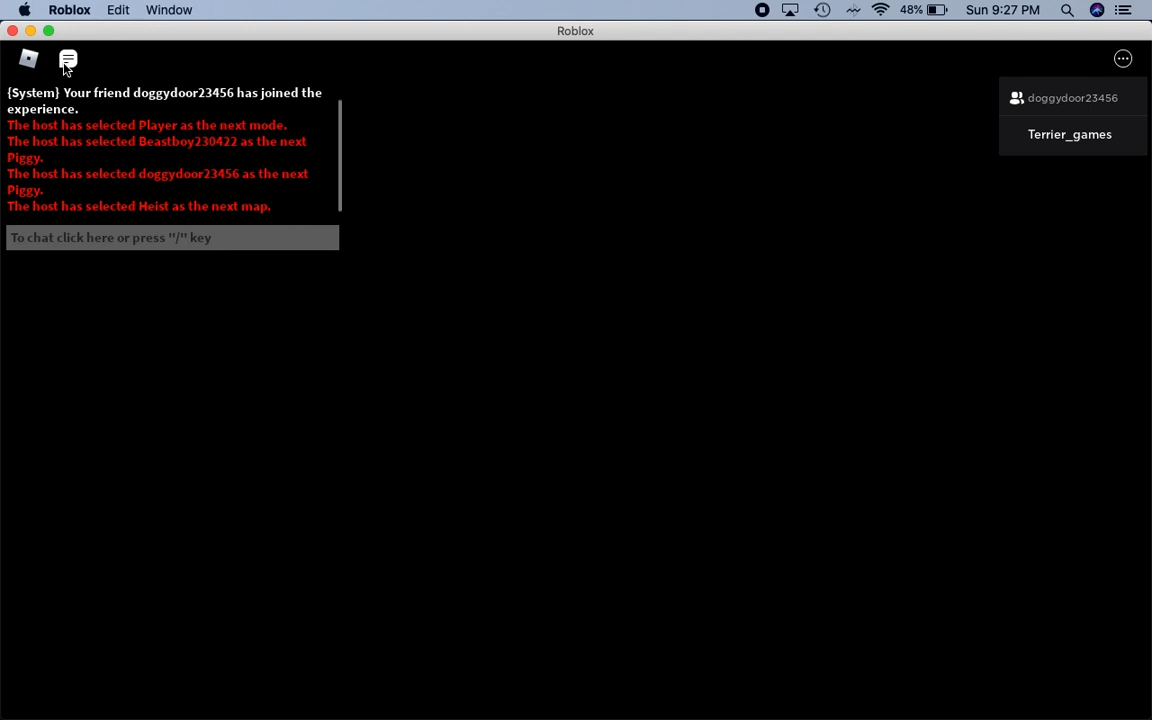 Roblox Edit Window 48% Sun 9:27 PM
Roblox
{System} Your friend doggydoor23456 has joined the
experience.
The host has selected Player as the next mode.
The host has selected Beastboy230422 as the next
Piggy.
The host has selected doggydoor23456 as the next
Piggy.
The host has selected Heist as the next map.
To chat click here or press "/" key
doggydoor23456
Terrier_games